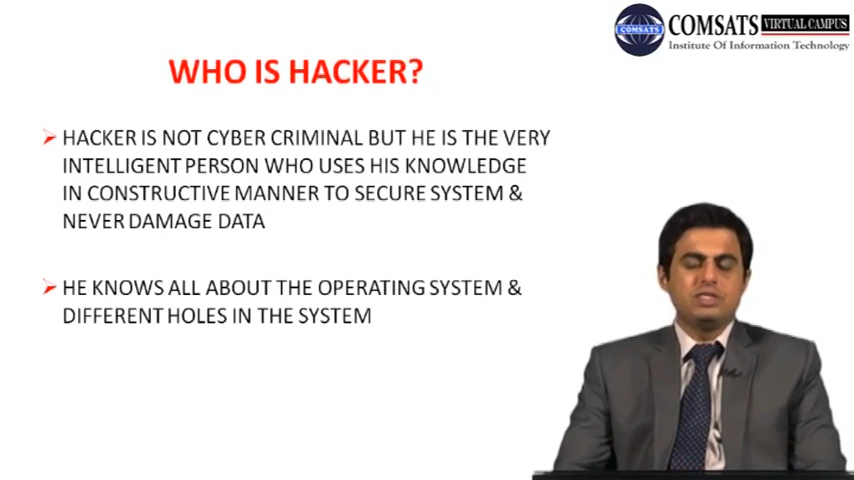 COMSATS VIRTUAL CAMPUS
Institute Of Information Technology
COMSATS
WHO IS HACKER?
HACKER IS NOT CYBER CRIMINAL BUT HE IS THE VERY
INTELLIGENT PERSON WHO USES HIS KNOWLEDGE
IN CONSTRUCTIVE MANNER TO SECURE SYSTEM &
NEVER DAMAGE DATA
HE KNOWS ALL ABOUT THE OPERATING SYSTEM &
DIFFERENT HOLES IN THE SYSTEM